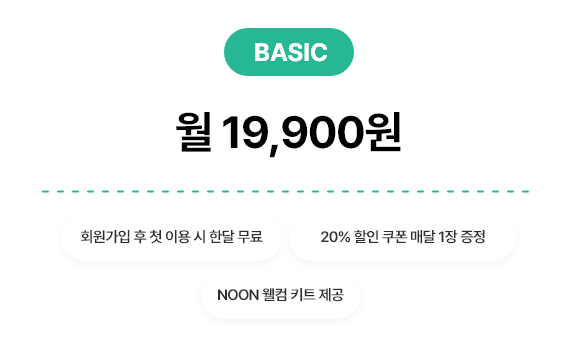 BASIC
월 19,900원
회원가입 후 첫 이용 시 한달 무료
20% 할인 쿠폰 매달 1장 증정
NOON 웰컴 키트 제공